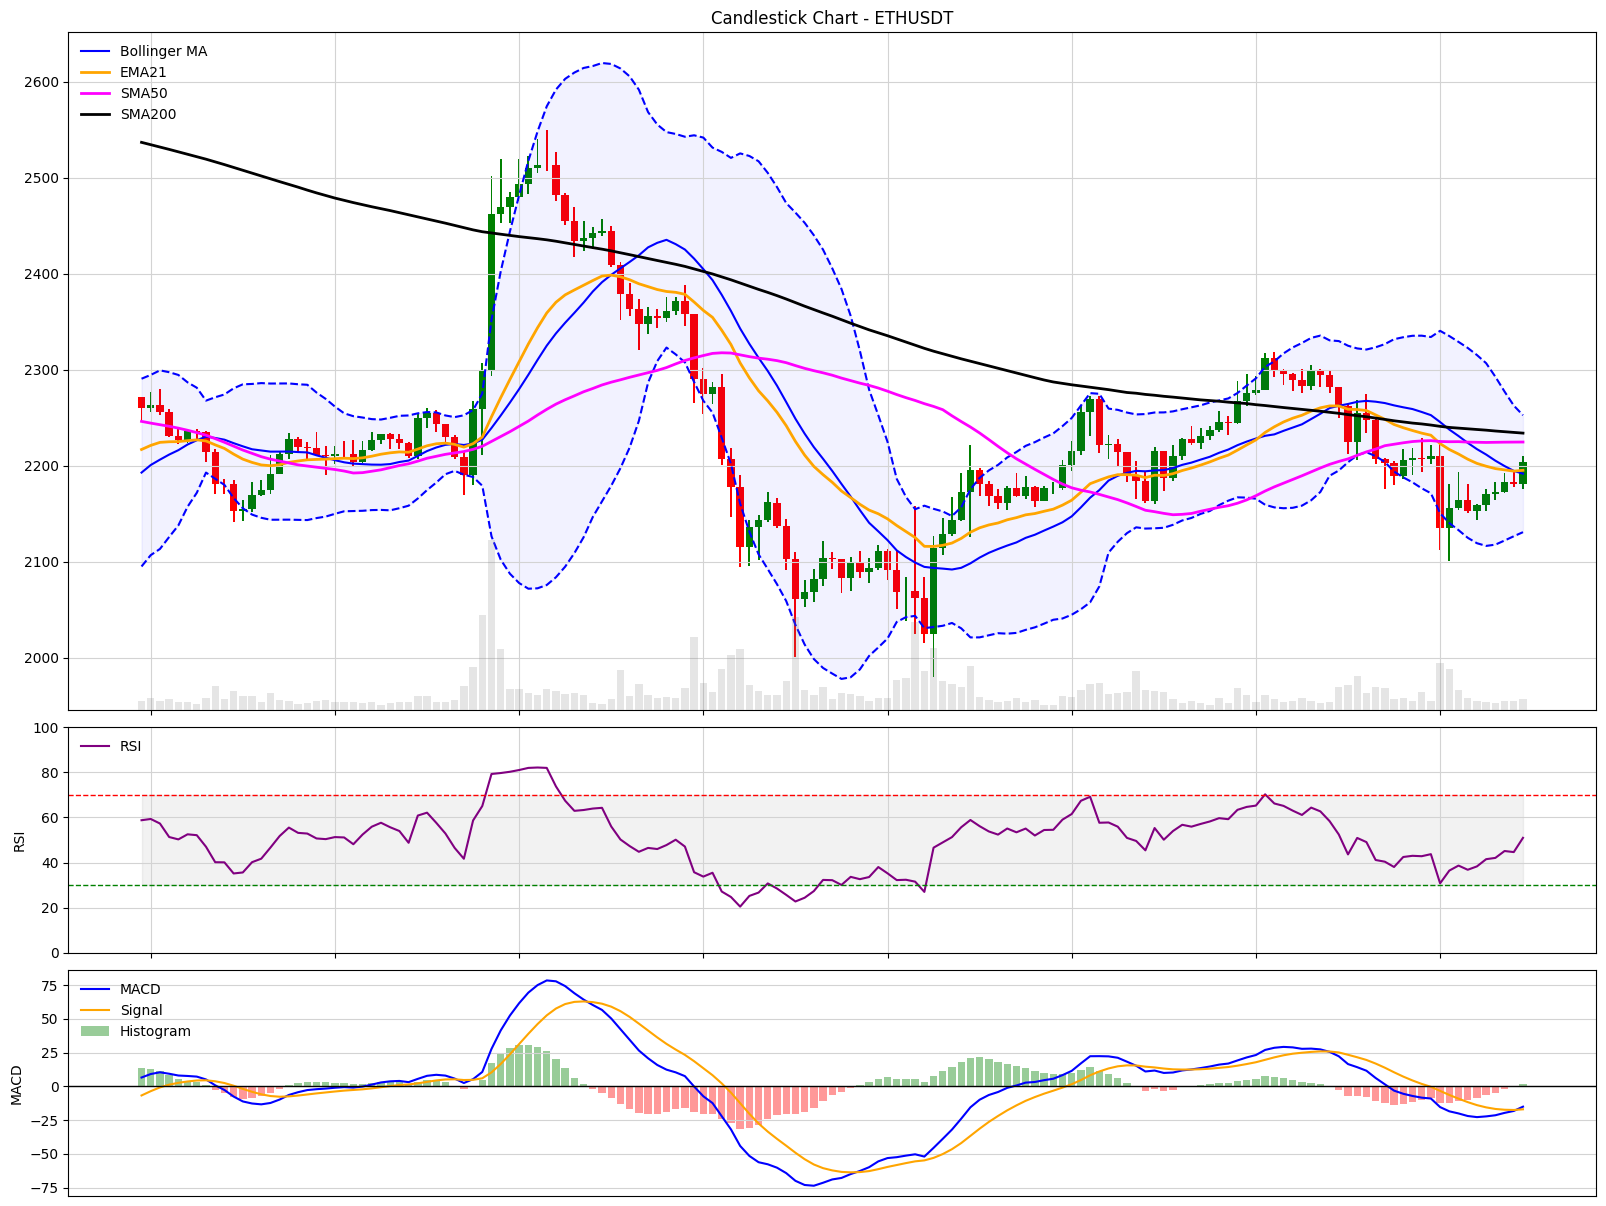 Candlestick Chart - ETHUSDT
Bollinger MA
EMA21
SMA50
SMA200
2600
2500
2400
2300
2200
2100
2000
RSI
100
80
60
40
20
0
RSI
MACD
Signal
Histogram
75
50
25
0
−25
−50
−75
MACD